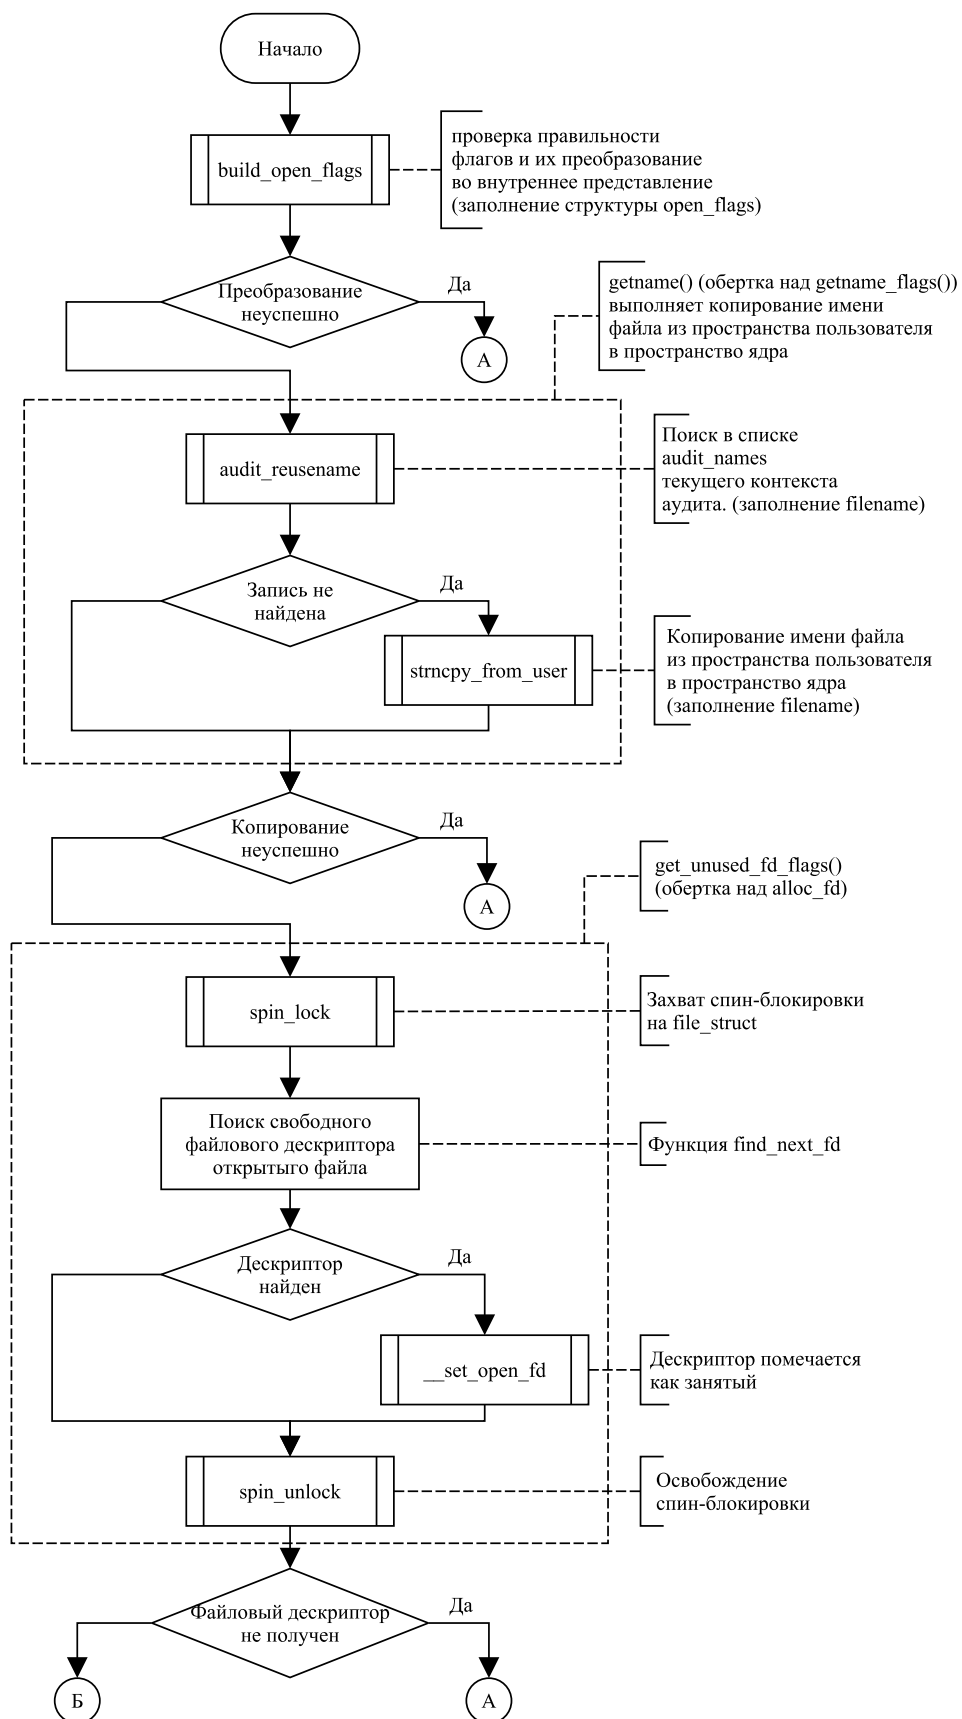 Начало
build_open_flags
проверка правильности
флагов и их преобразование
во внутреннее представление
(заполнение структуры open_flags)
Преобразование
неуспешно
Да
А
getname() (обертка над getname_flags())
выполняет копирование имени
файла из пространства пользователя
в пространство ядра
audit_reusename
Поиск в списке
audit_names
текущего контекста
аудита. (заполнение filename)
Запись не
найдена
Да
strncpy_from_user
Копирование имени файла
из пространства пользователя
в пространство ядра
(заполнение filename)
Копирование
неуспешно
Да
А
get_unused_fd_flags()
(обертка над alloc_fd)
spin_lock
Захват спин-блокировки
на file_struct
Поиск свободного
файлового дескриптора
открытого файла
Функция find_next_fd
Дескриптор
найден
Да
__set_open_fd
Дескриптор помечается
как занятый
spin_unlock
Освобождение
спин-блокировки
Файловый дескриптор
не получен
Да
Б
А